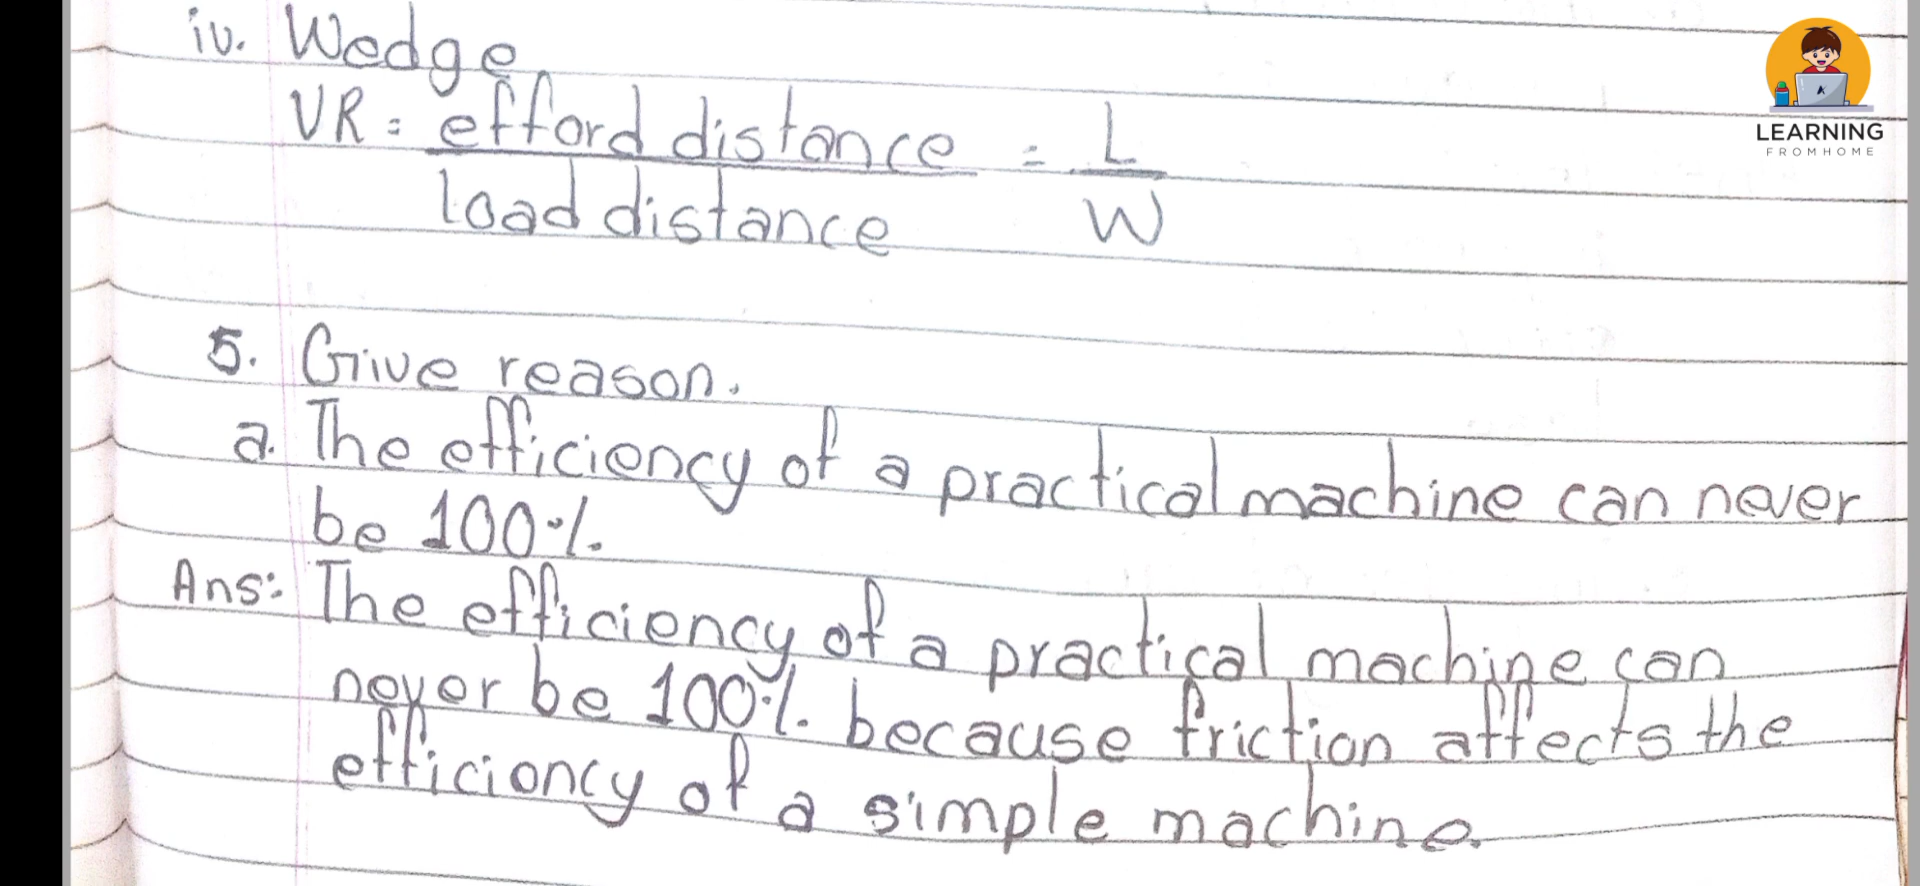 iv. Wedge
VR = efford distance = L
load distance W
LEARNING
FROM HOME
5. Give reason.
a. The efficiency of a practical machine can never
be 100%.
Ans: The efficiency of a practical machine can
never be 100%. because friction affects the
efficiency of a simple machine.